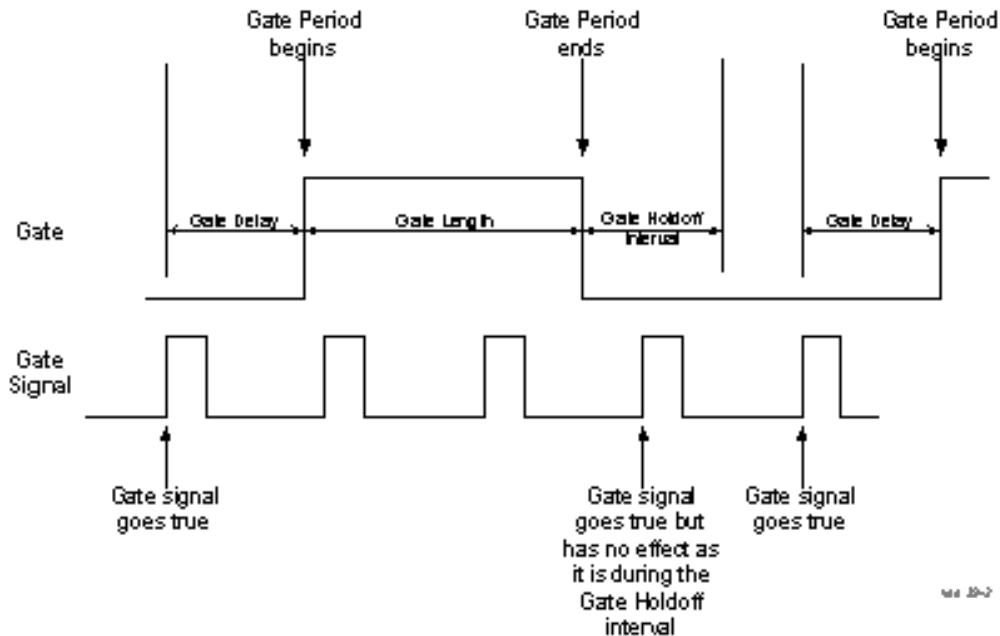 Gate Period
begins
Gate Period
ends
Gate Period
begins
Gate
Gate Delay
Gate Length
Gate Holdoff
Interval
Gate Delay
Gate
Signal
Gate signal
goes true
Gate signal
goes true but
has no effect as
it is during the
Gate Holdoff
interval
Gate signal
goes true